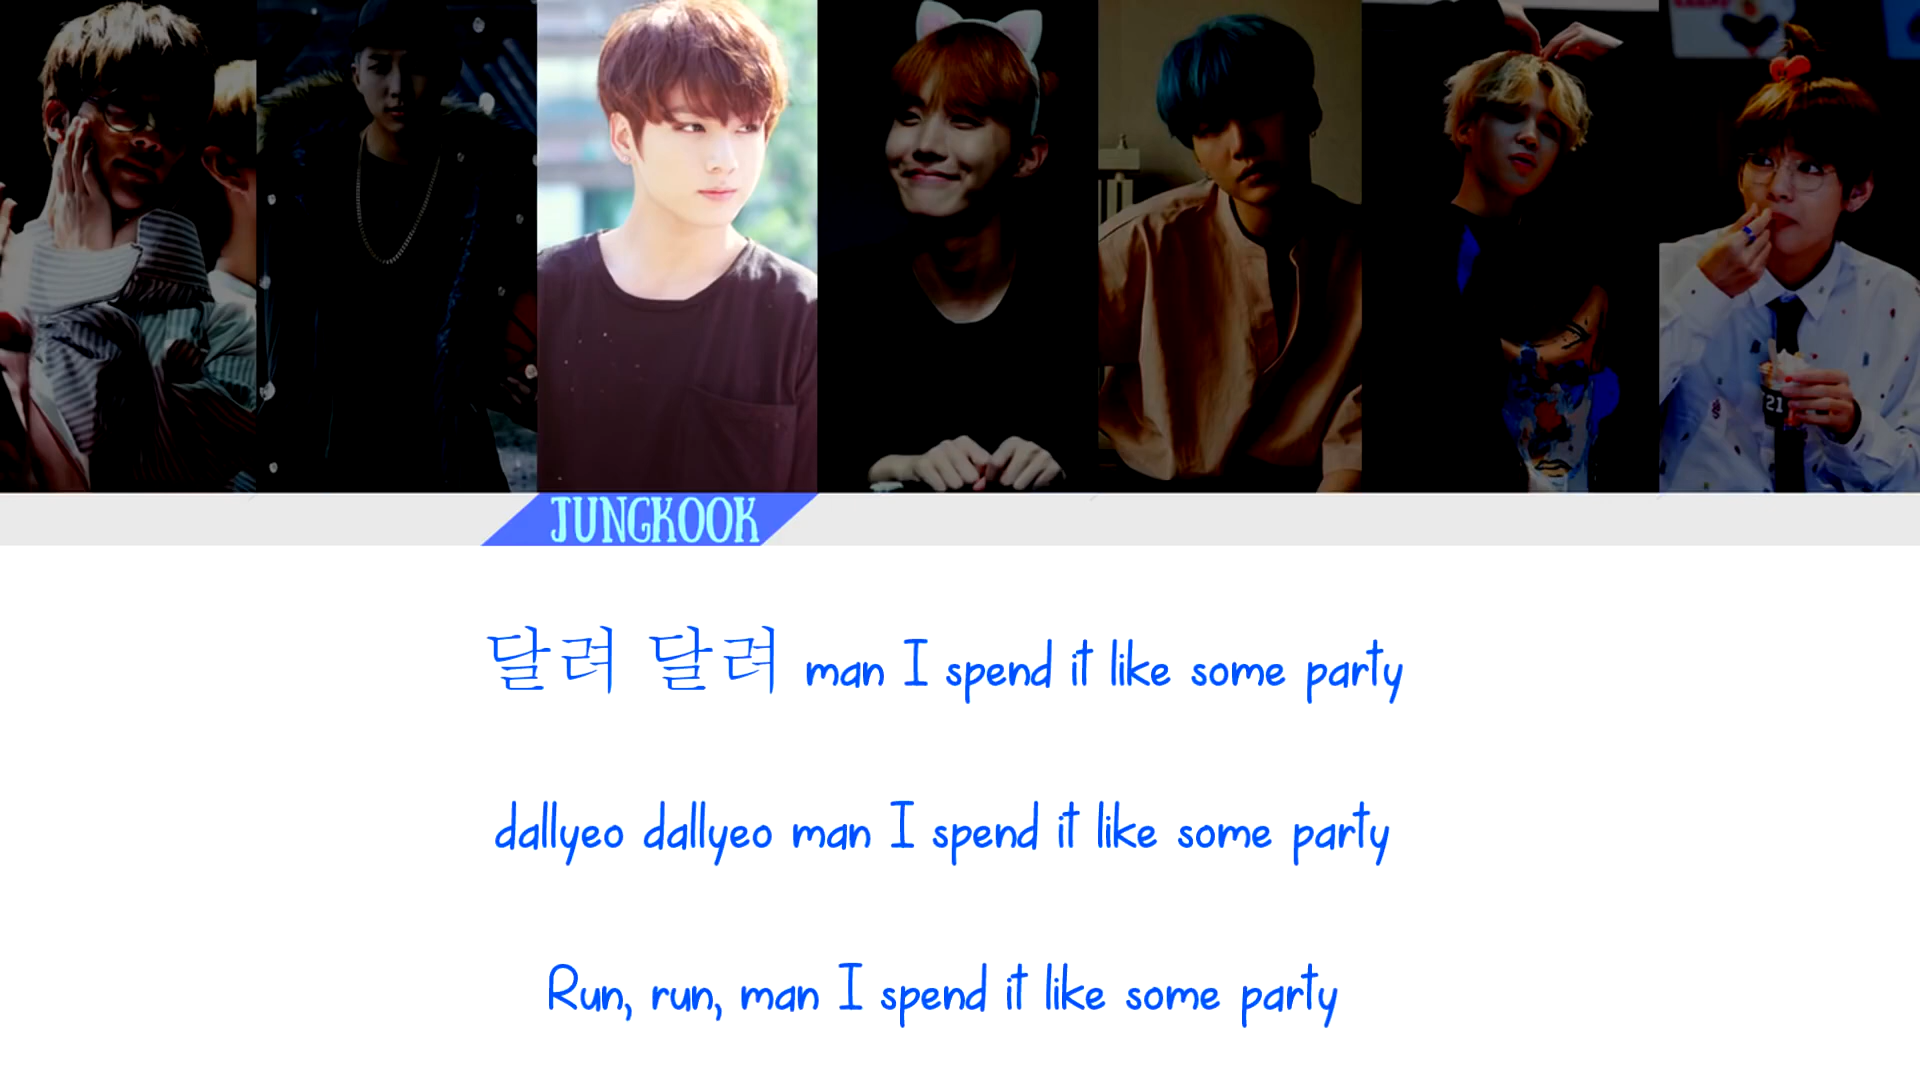 JUNGKOOK
달려 달려 man I spend it like some party
dallyeo dallyeo man I spend it like some party
Run, run, man I spend it like some party